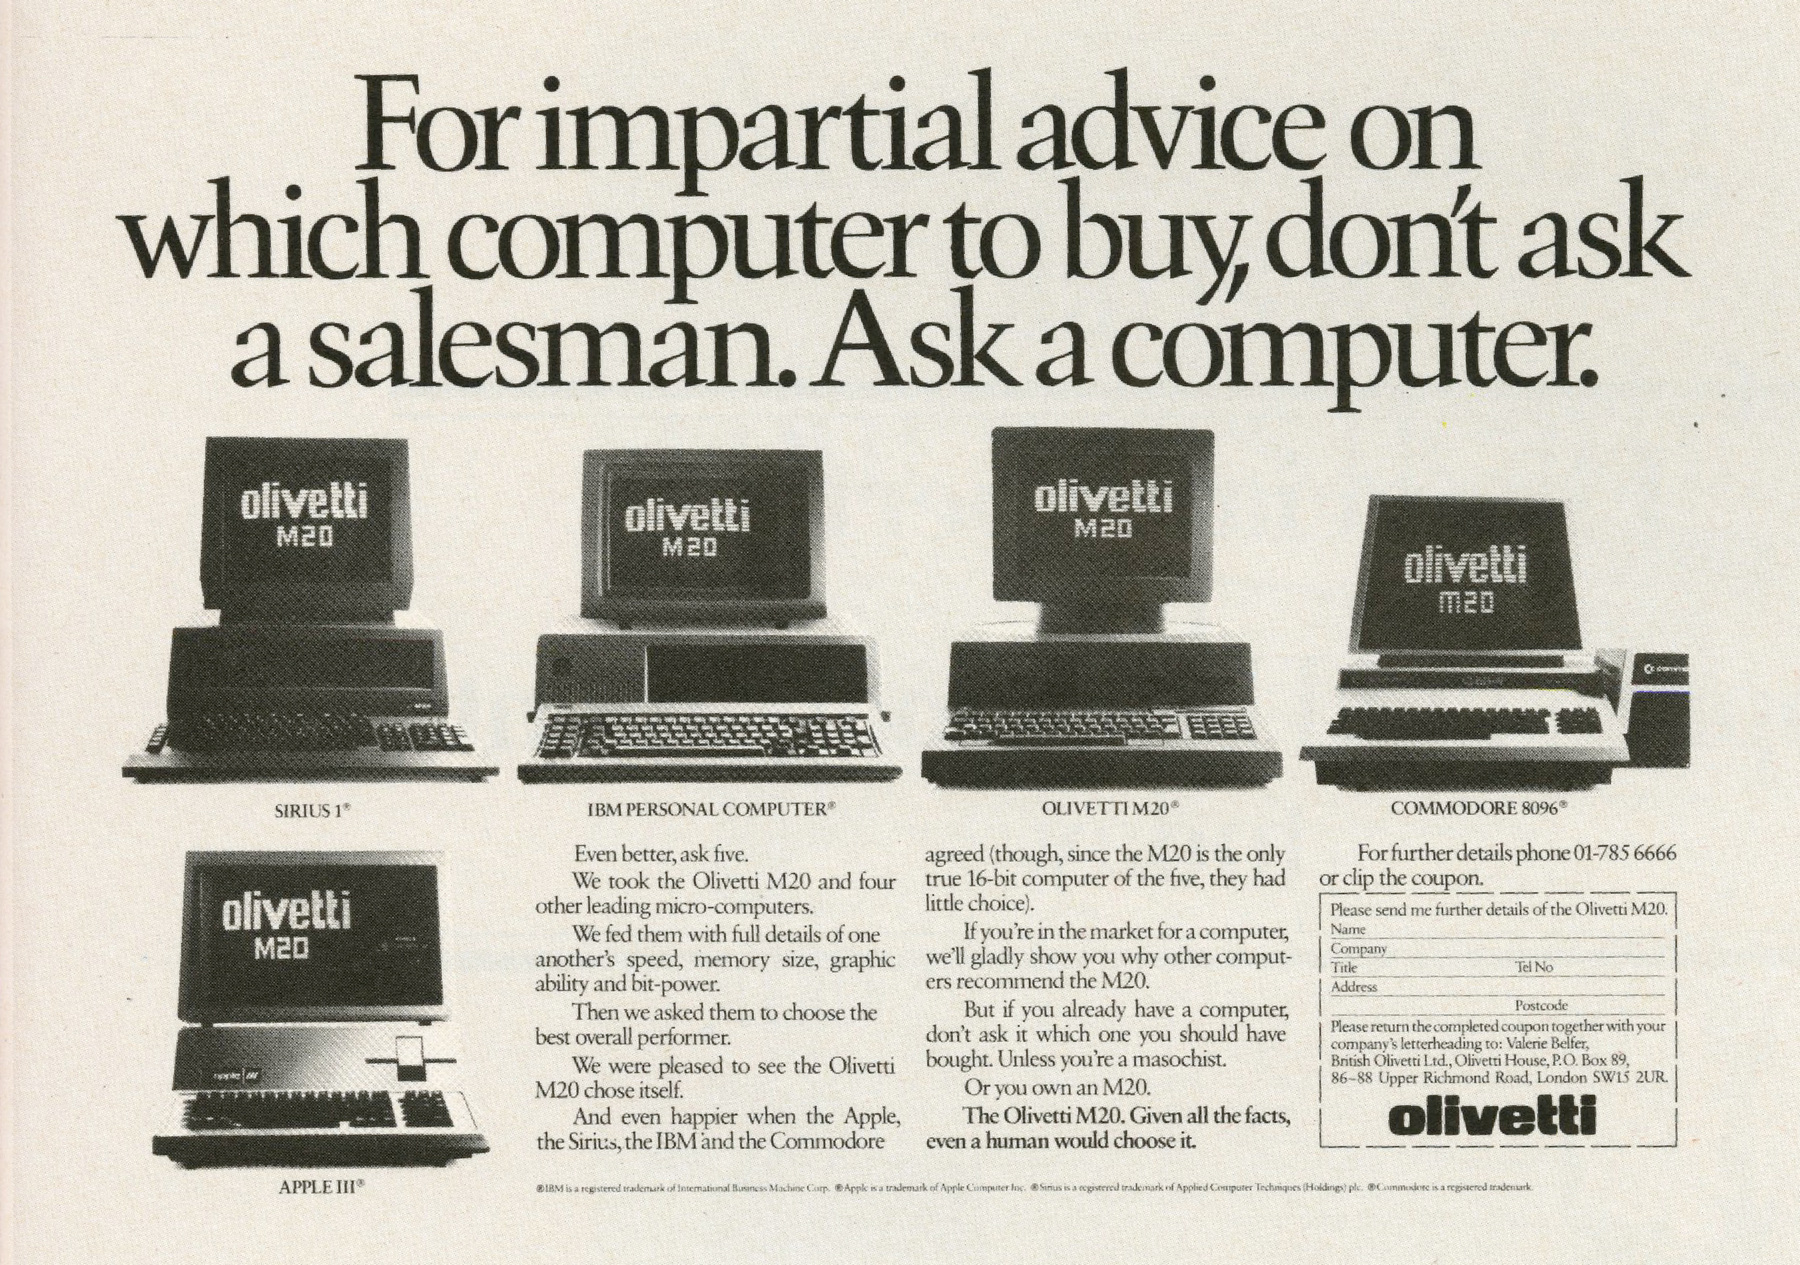 For impartial advice on
which computer to buy, don't ask
a salesman. Ask a computer.
olivetti
M20
olivetti
M20
olivetti
M20
olivetti
m20
SIRIUS 1®
IBM PERSONAL COMPUTER®
OLIVETTI M20®
COMMODORE 8096®
olivetti
M20
apple III
APPLE III®
Even better, ask five.
We took the Olivetti M20 and four
other leading micro-computers.
We fed them with full details of one
another's speed, memory size, graphic
ability and bit-power.
Then we asked them to choose the
best overall performer.
We were pleased to see the Olivetti
M20 chose itself.
And even happier when the Apple,
the Sirius, the IBM and the Commodore
agreed (though, since the M20 is the only
true 16-bit computer of the five, they had
little choice).
If you're in the market for a computer,
we'll gladly show you why other comput-
ers recommend the M20.
But if you already have a computer,
don't ask it which one you should have
bought. Unless you're a masochist.
Or you own an M20.
The Olivetti M20. Given all the facts,
even a human would choose it.
For further details phone 01-785 6666
or clip the coupon.
Please send me further details of the Olivetti M20.
Name
Company
Title Tel No
Address
Postcode
Please return the completed coupon together with your
company's letterheading to: Valerie Belfer,
British Olivetti Ltd., Olivetti House, P.O. Box 89,
86–88 Upper Richmond Road, London SW15 2UR.
olivetti
®IBM is a registered trademark of International Business Machine Corp. ®Apple is a trademark of Apple Computer Inc. ®Sirius is a registered trademark of Applied Computer Techniques (Holdings) plc. ®Commodore is a registered trademark.